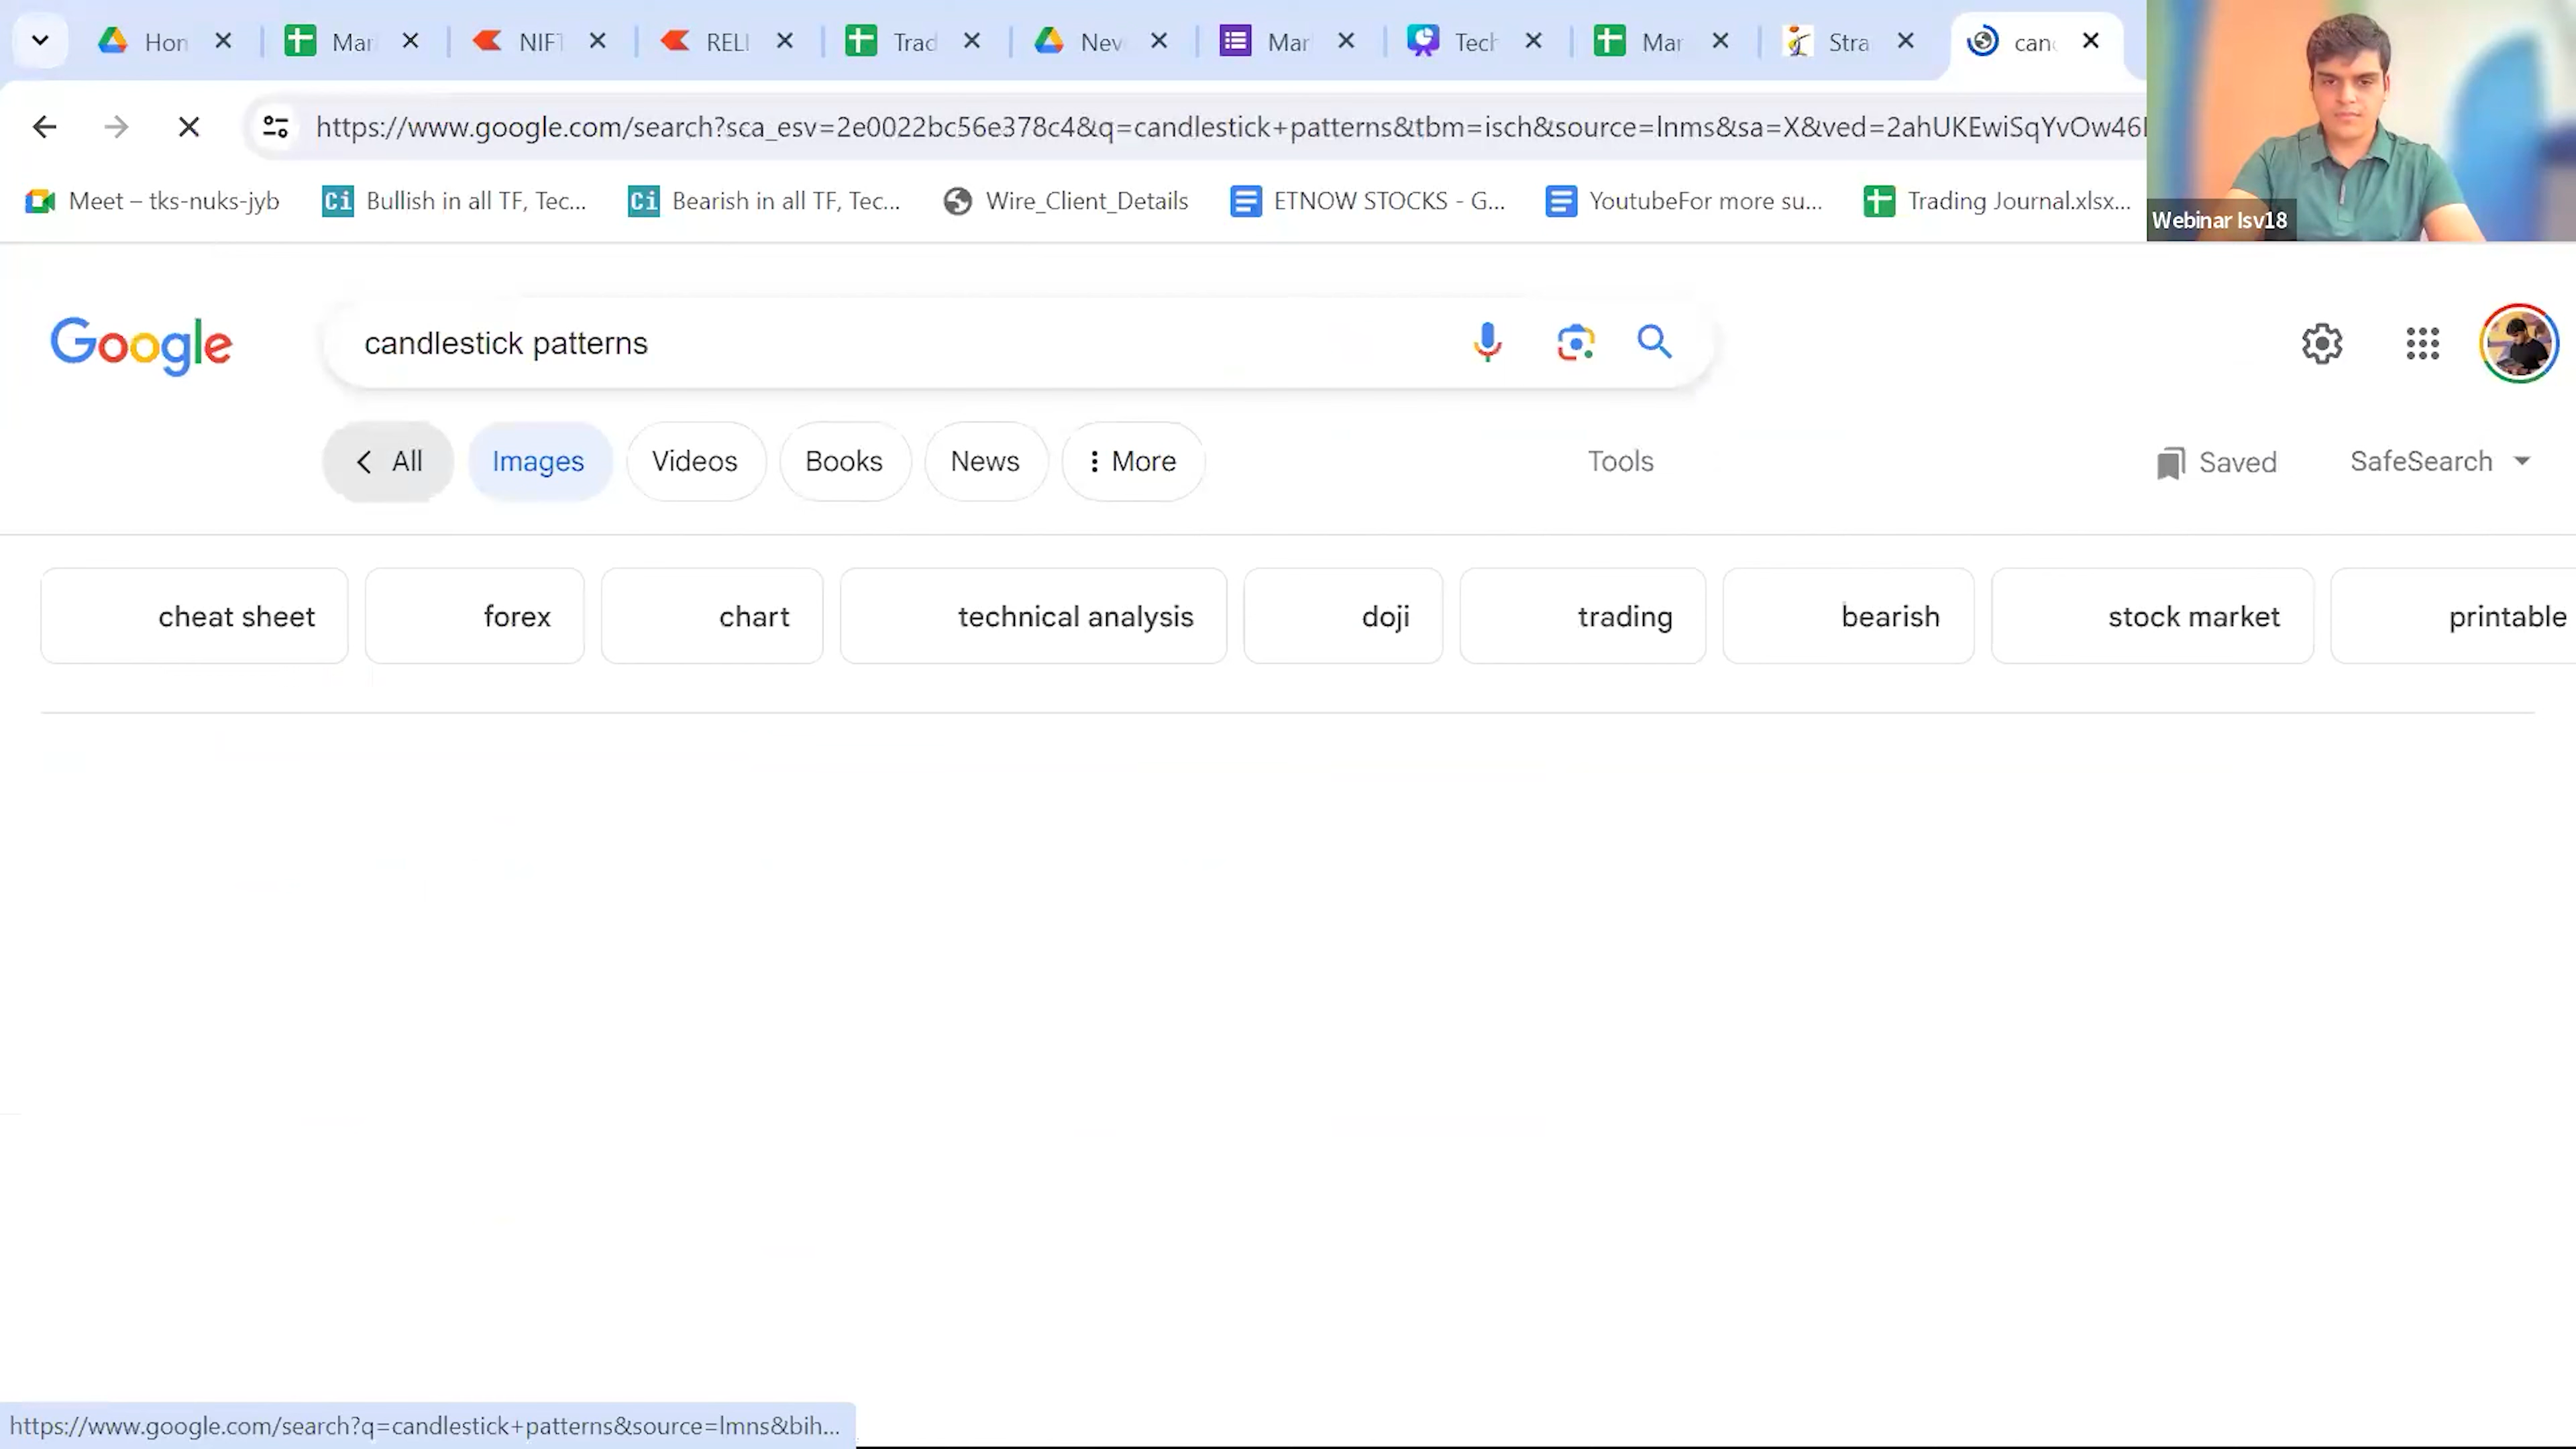 Hon
Mar
NIFT
RELI
Trad
Nev
Mar
Tech
Mar
Stra
can
https://www.google.com/search?sca_esv=2e0022bc56e378c4&q=candlestick+patterns&tbm=isch&source=lnms&sa=X&ved=2ahUKEwiSqYvOw46
Meet – tks-nuks-jyb
Ci Bullish in all TF, Tec...
Ci Bearish in all TF, Tec...
Wire_Client_Details
ETNOW STOCKS - G...
YoutubeFor more su...
Trading Journal.xlsx...
Webinar lsv18
Google
candlestick patterns
All
Images
Videos
Books
News
More
Tools
Saved
SafeSearch
cheat sheet
forex
chart
technical analysis
doji
trading
bearish
stock market
printable
https://www.google.com/search?q=candlestick+patterns&source=lmns&bih...